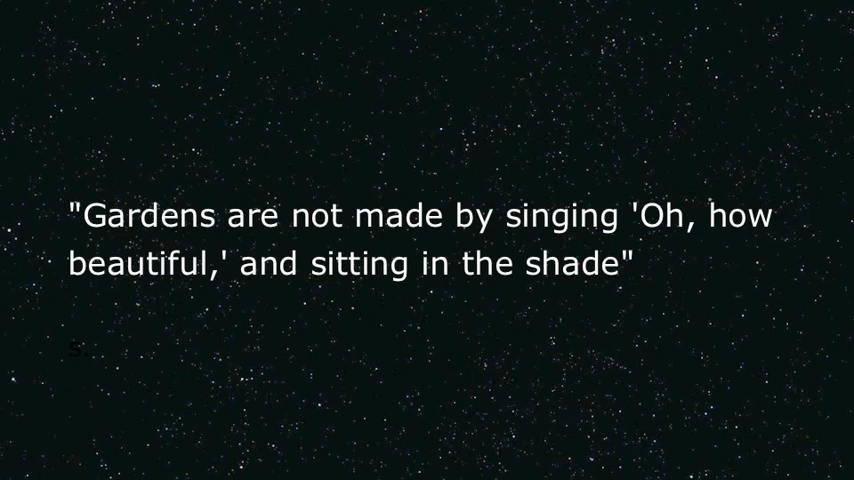 "Gardens are not made by singing 'Oh, how
beautiful,' and sitting in the shade"
s.